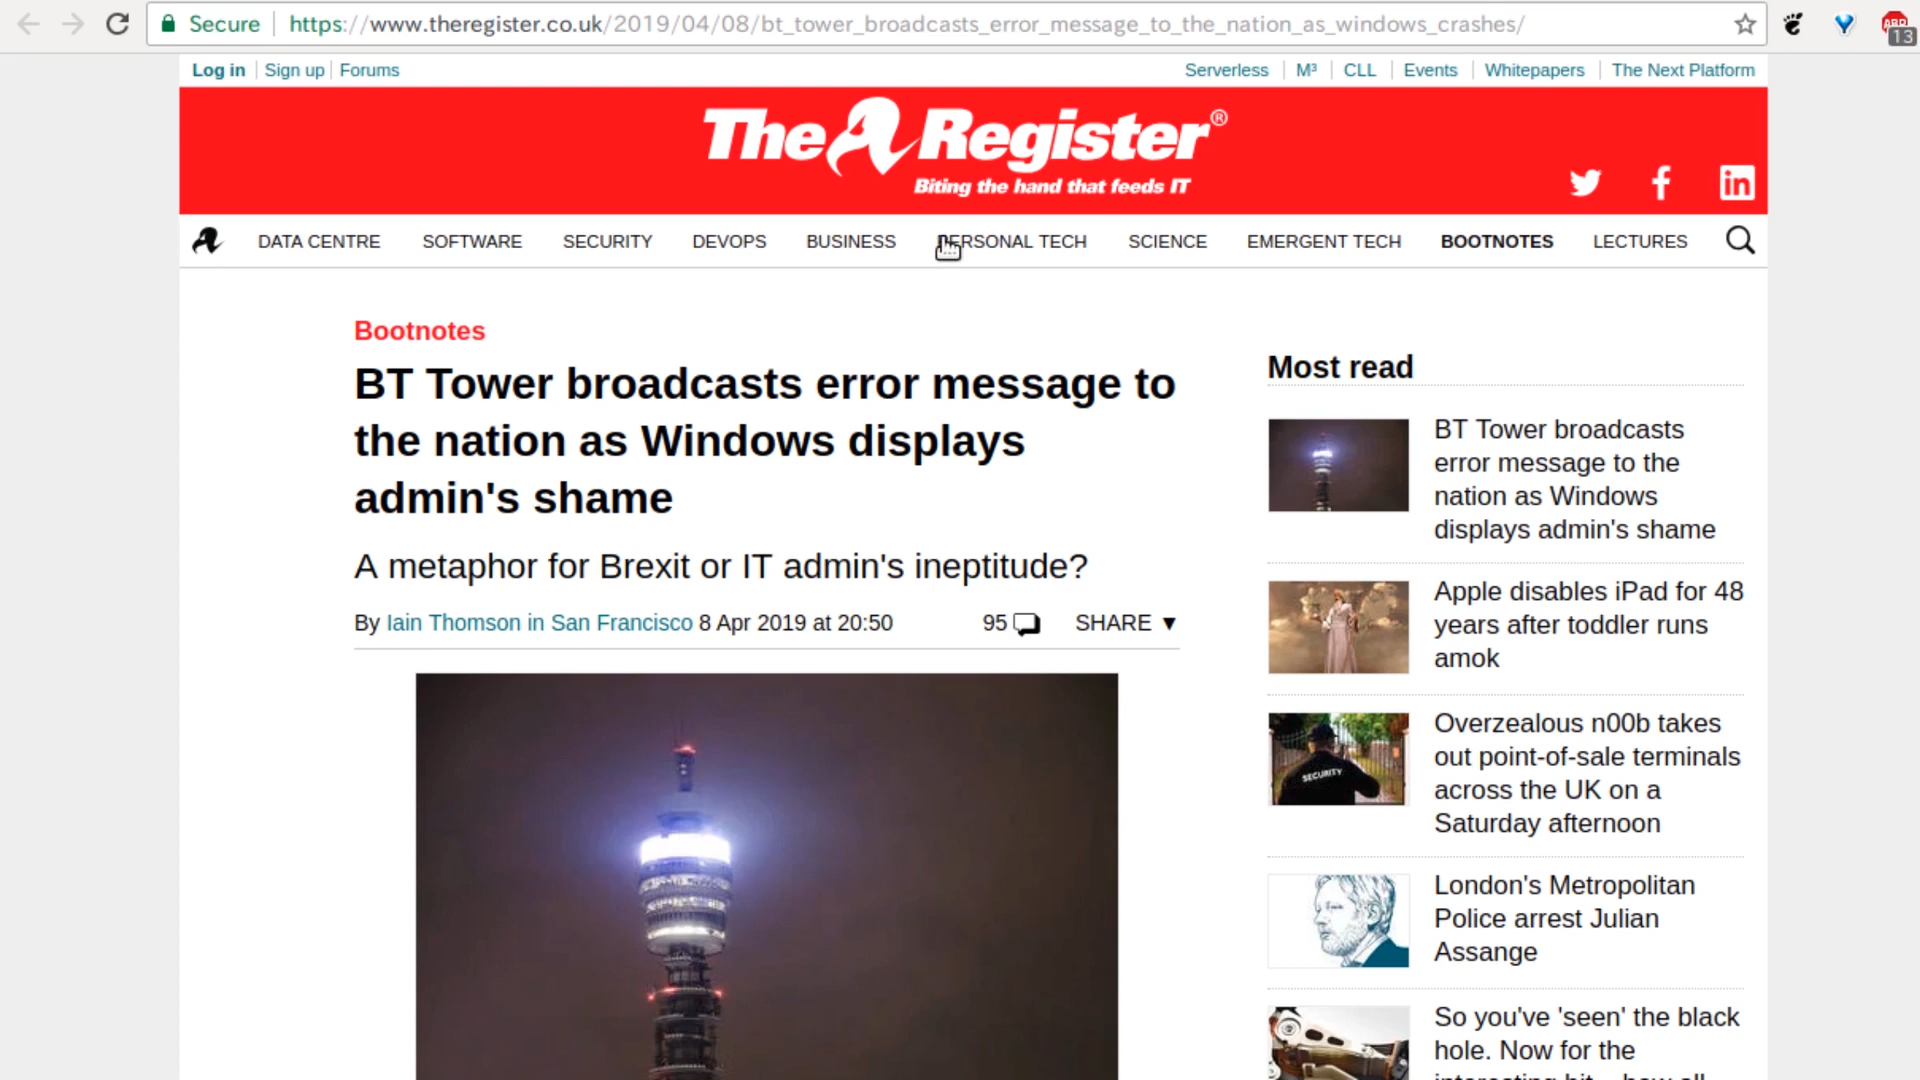 Secure https://www.theregister.co.uk/2019/04/08/bt_tower_broadcasts_error_message_to_the_nation_as_windows_crashes/
ABP
13
Log in Sign up Forums Serverless M³ CLL Events Whitepapers The Next Platform
The Register®
Biting the hand that feeds IT
DATA CENTRE SOFTWARE SECURITY DEVOPS BUSINESS PERSONAL TECH SCIENCE EMERGENT TECH BOOTNOTES LECTURES
Bootnotes
BT Tower broadcasts error message to
the nation as Windows displays
admin's shame
A metaphor for Brexit or IT admin's ineptitude?
By Iain Thomson in San Francisco 8 Apr 2019 at 20:50 95 SHARE ▼
Most read
BT Tower broadcasts
error message to the
nation as Windows
displays admin's shame
Apple disables iPad for 48
years after toddler runs
amok
SECURITY
Overzealous n00b takes
out point-of-sale terminals
across the UK on a
Saturday afternoon
London's Metropolitan
Police arrest Julian
Assange
So you've 'seen' the black
hole. Now for the